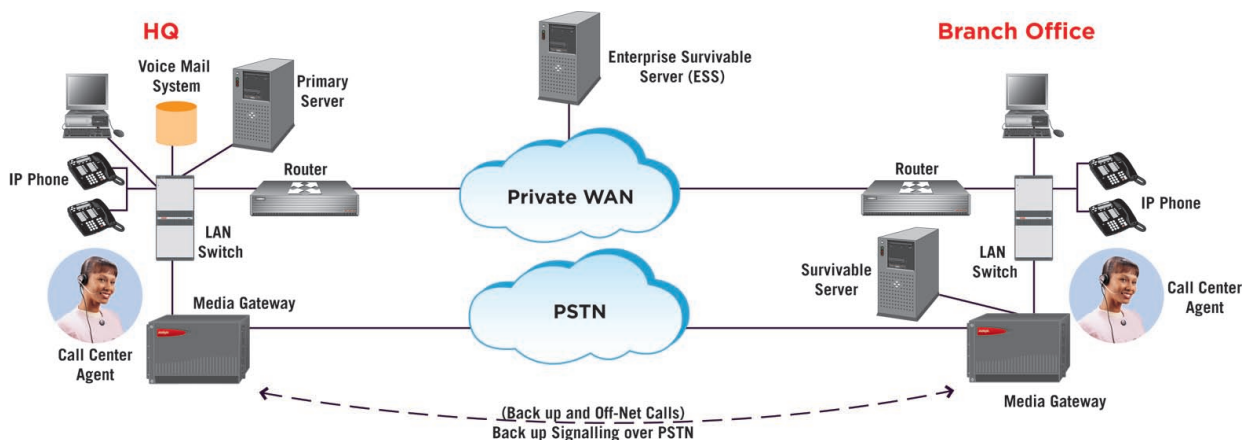 HQ
Branch Office
Voice Mail
System
Primary
Server
Enterprise Survivable
Server (ESS)
IP Phone
Router
Private WAN
Router
IP Phone
LAN
Switch
LAN
Switch
Survivable
Server
Media Gateway
PSTN
Call Center
Agent
Call Center
Agent
Media Gateway
(Back up and Off-Net Calls)
Back up Signalling over PSTN